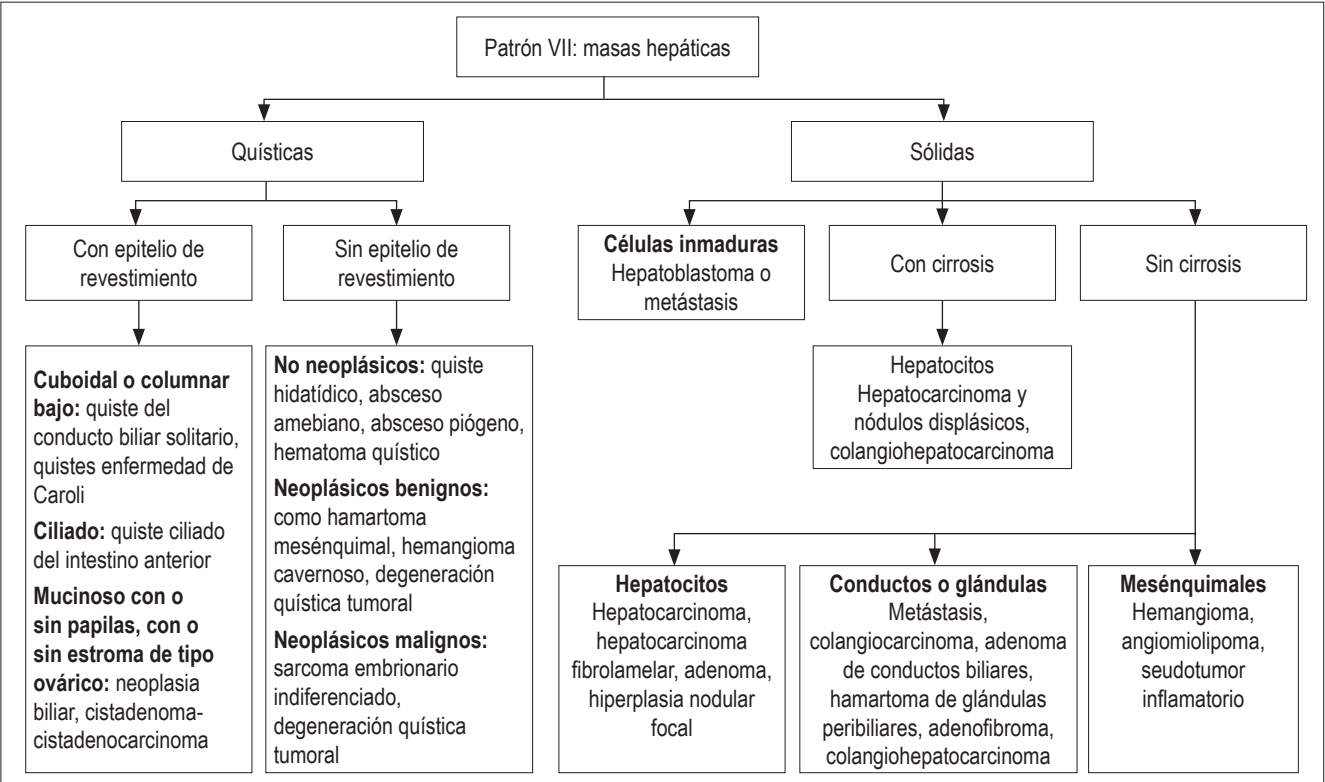 Patrón VII: masas hepáticas
Quísticas
Sólidas
Con epitelio de
revestimiento
Sin epitelio de
revestimiento
Células inmaduras
Hepatoblastoma o
metástasis
Con cirrosis
Sin cirrosis
Cuboidal o columnar
bajo: quiste del
conducto biliar solitario,
quistes enfermedad de
Caroli
Ciliado: quiste ciliado
del intestino anterior
Mucinoso con o
sin papilas, con o
sin estroma de tipo
ovárico: neoplasia
biliar, cistadenoma-
cistadenocarcinoma
No neoplásicos: quiste
hidatídico, absceso
amebiano, absceso piógeno,
hematoma quístico
Neoplásicos benignos:
como hamartoma
mesénquimal, hemangioma
cavernoso, degeneración
quística tumoral
Neoplásicos malignos:
sarcoma embrionario
indiferenciado,
degeneración quística
tumoral
Hepatocitos
Hepatocarcinoma y
nódulos displásicos,
colangiohepatocarcinoma
Hepatocitos
Hepatocarcinoma,
hepatocarcinoma
fibrolamelar, adenoma,
hiperplasia nodular
focal
Conductos o glándulas
Metástasis,
colangiocarcinoma, adenoma
de conductos biliares,
hamartoma de glándulas
peribiliares, adenofibroma,
colangiohepatocarcinoma
Mesénquimales
Hemangioma,
angiomiolipoma,
seudotumor
inflamatorio